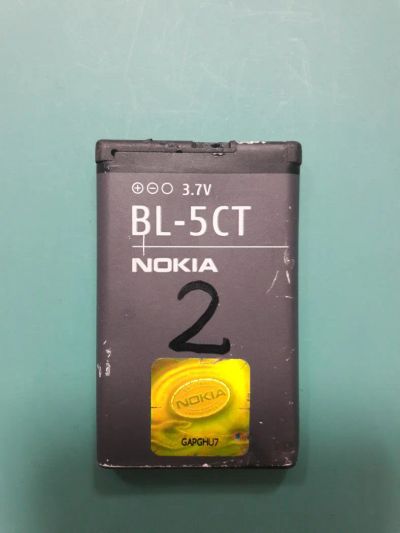 ⊕⊖○ 3.7V
BL-5CT
NOKIA
2
NOKIA
GAPGHU7